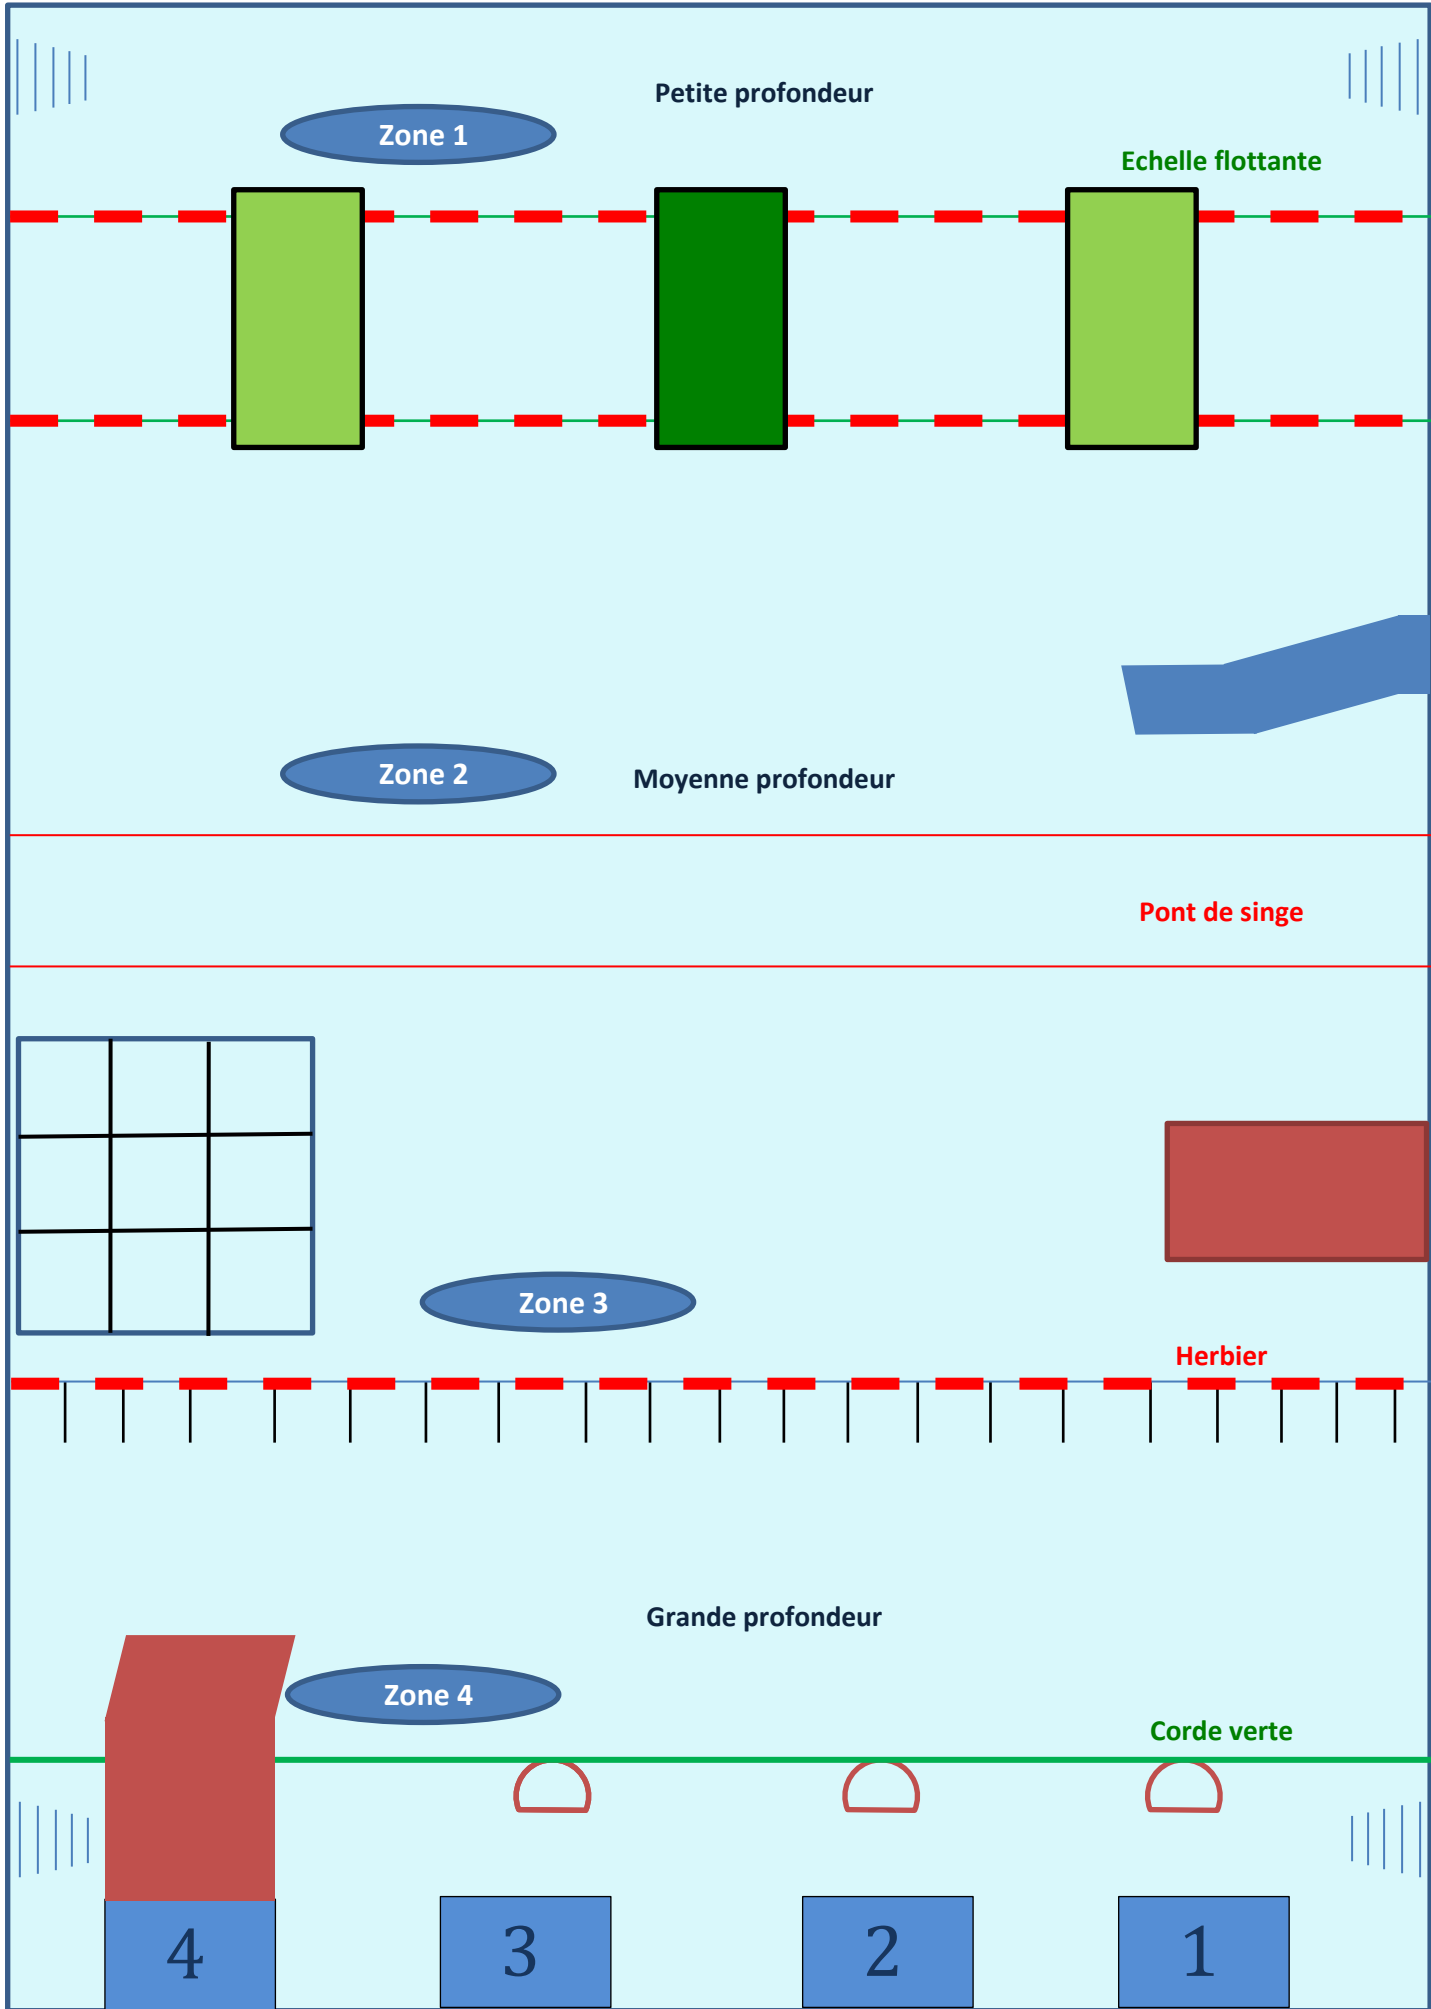 Petite profondeur
Zone 1
Echelle flottante
Zone 2
Moyenne profondeur
Pont de singe
Zone 3
Herbier
Grande profondeur
Zone 4
Corde verte
4
3
2
1